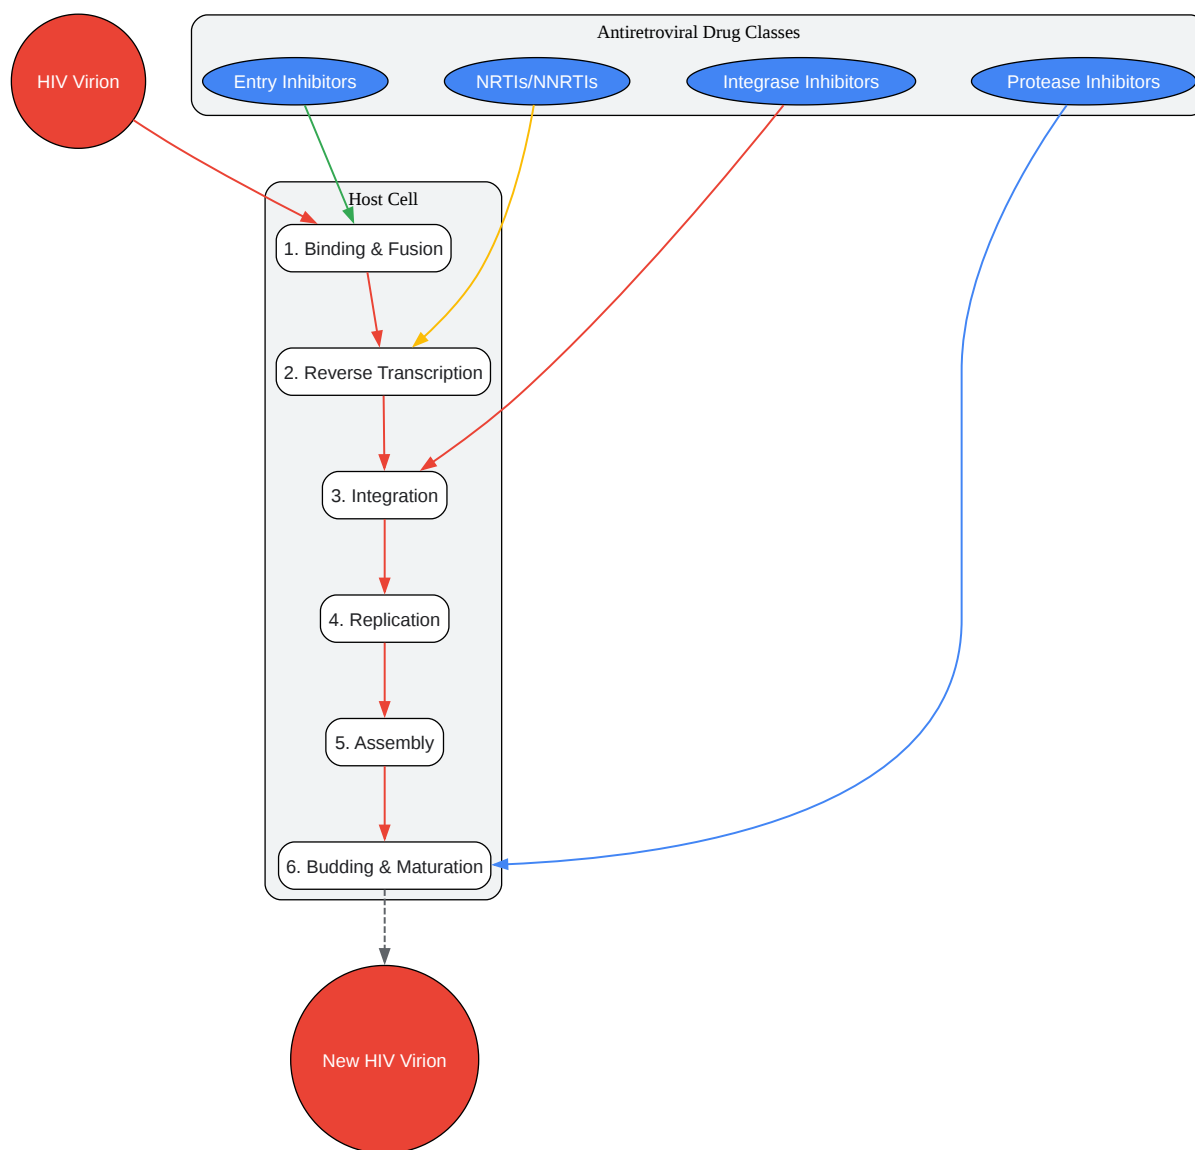 Antiretroviral Drug Classes
HIV Virion
Entry Inhibitors
NRTIs/NNRTIs
Integrase Inhibitors
Protease Inhibitors
Host Cell
1. Binding & Fusion
2. Reverse Transcription
3. Integration
4. Replication
5. Assembly
6. Budding & Maturation
New HIV Virion